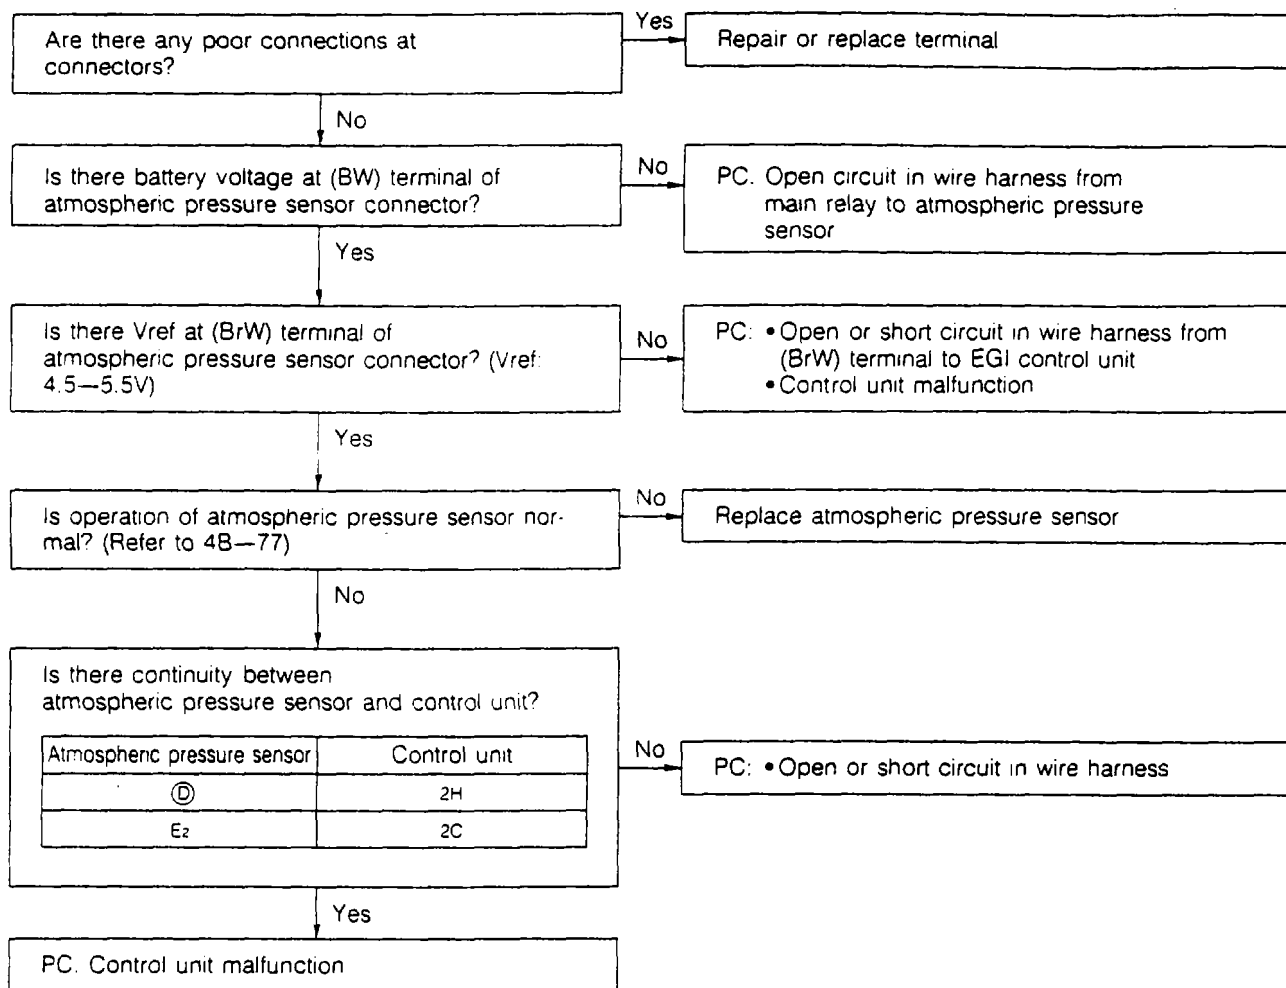 Are there any poor connections at
connectors?
Yes
Repair or replace terminal
No
Is there battery voltage at (BW) terminal of
atmospheric pressure sensor connector?
No
PC. Open circuit in wire harness from
main relay to atmospheric pressure
sensor
Yes
Is there Vref at (BrW) terminal of
atmospheric pressure sensor connector? (Vref:
4.5—5.5V)
No
PC: • Open or short circuit in wire harness from
(BrW) terminal to EGI control unit
• Control unit malfunction
Yes
Is operation of atmospheric pressure sensor nor-
mal? (Refer to 4B—77)
No
Replace atmospheric pressure sensor
No
Is there continuity between
atmospheric pressure sensor and control unit?
Atmospheric pressure sensor Control unit
Ⓓ 2H
E2 2C
No
PC: • Open or short circuit in wire harness
Yes
PC. Control unit malfunction